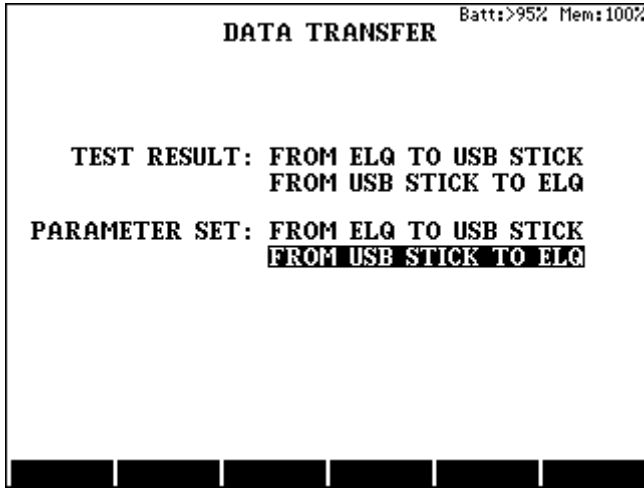 Batt:>95% Mem:100%
DATA TRANSFER
TEST RESULT: FROM ELQ TO USB STICK
FROM USB STICK TO ELQ
PARAMETER SET: FROM ELQ TO USB STICK
FROM USB STICK TO ELQ